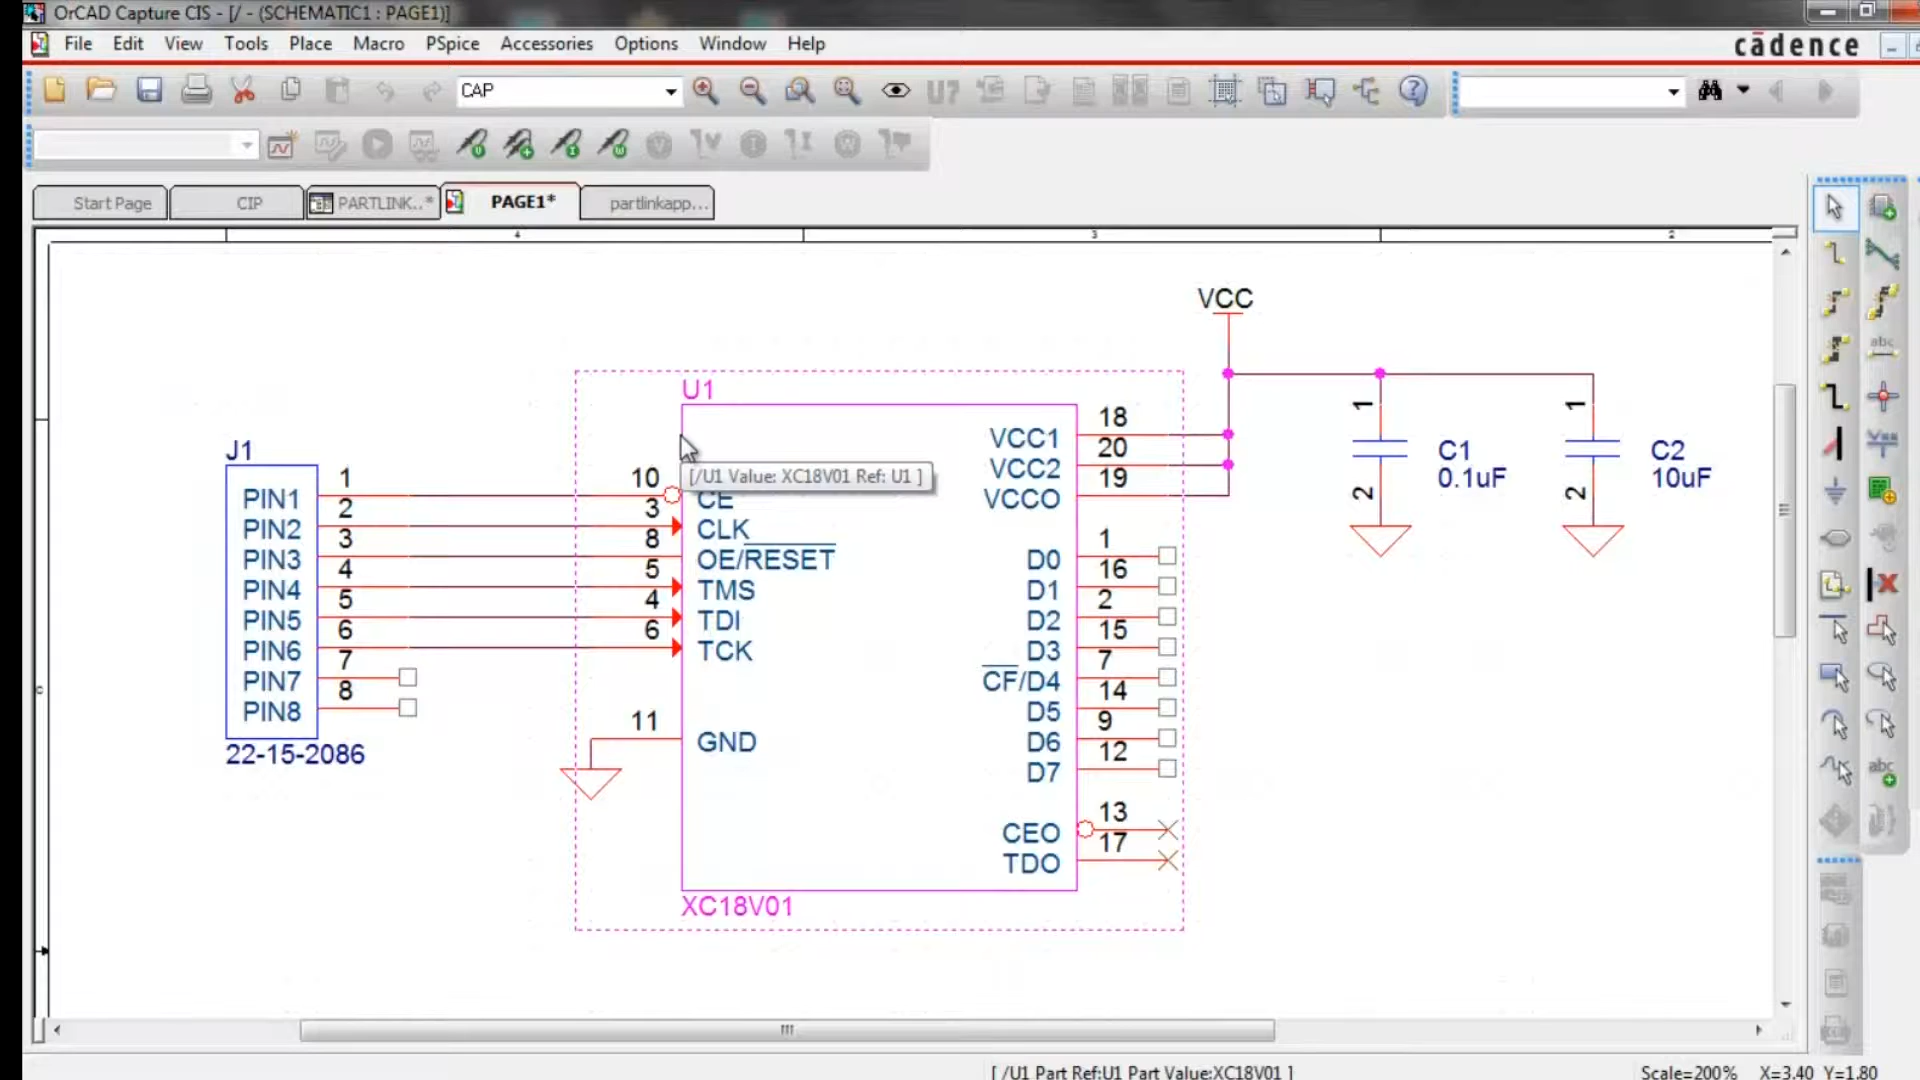 OrCAD Capture CIS - [/ - (SCHEMATIC1 : PAGE1)]
File Edit View Tools Place Macro PSpice Accessories Options Window Help
cādence
CAP
U?
Start Page
CIP
PARTLINK..*
PAGE1*
partlinkapp...
4
3
2
VCC
U1
J1
PIN1
PIN2
PIN3
PIN4
PIN5
PIN6
PIN7
PIN8
1
2
3
4
5
6
7
8
22-15-2086
10
3
8
5
4
6
11
[/U1 Value: XC18V01 Ref: U1 ]
CE
CLK
OE/RESET
TMS
TDI
TCK
GND
VCC1
VCC2
VCCO
D0
D1
D2
D3
CF/D4
D5
D6
D7
CEO
TDO
18
20
19
1
16
2
15
7
14
9
12
13
17
XC18V01
1
2
C1
0.1uF
1
2
C2
10uF
C
abc
abc
[ /U1 Part Ref:U1 Part Value:XC18V01 ]
Scale=200% X=3.40 Y=1.80